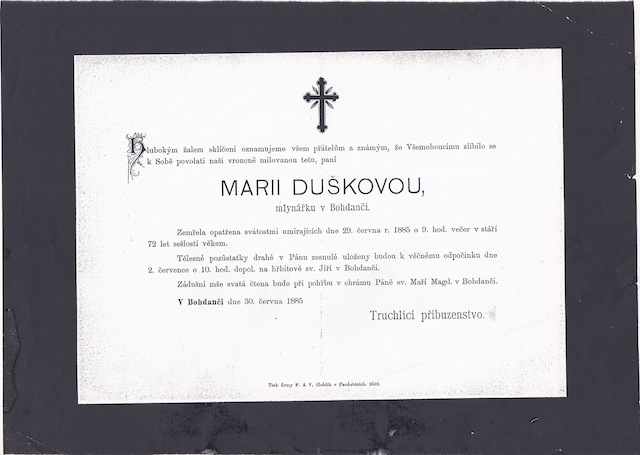 Hlubokým žalem sklíčeni oznamujeme všem přátelům a známým, že Všemohoucímu zlíbilo se
k Sobě povolati naši vroucně milovanou tetu, paní
MARII DUŠKOVOU,
mlynářku v Bohdanči.
Zemřela opatřena svátostmi umírajících dne 29. června r. 1885 o 9. hod. večer v stáří
72 let sešlostí věkem.
Tělesné pozůstatky drahé v Pánu zesnulé uloženy budou k věčnému odpočinku dne
2. července o 10. hod. dopol. na hřbitově sv. Jiří v Bohdanči.
Zádušní mše svatá čtena bude při pohřbu v chrámu Páně sv. Maří Magd. v Bohdanči.
V Bohdanči dne 30. června 1885
Truchlící příbuzenstvo.
Tisk firmy F. & V. Hoblík v Pardubicích.